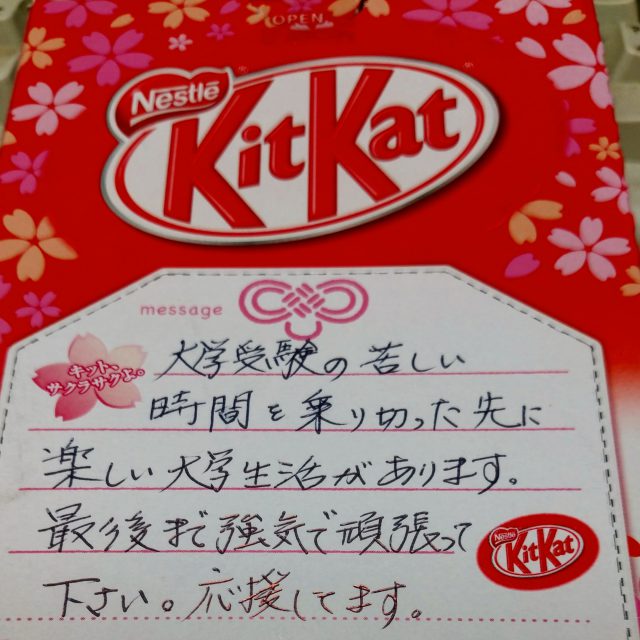 OPEN
Nestlé
KitKat
message
キット、
サクラサクよ。
大学受験の苦しい
時間を乗り切った先に
楽しい大学生活があります。
最後まで強気で頑張って
下さい。応援してます。
Nestlé
KitKat